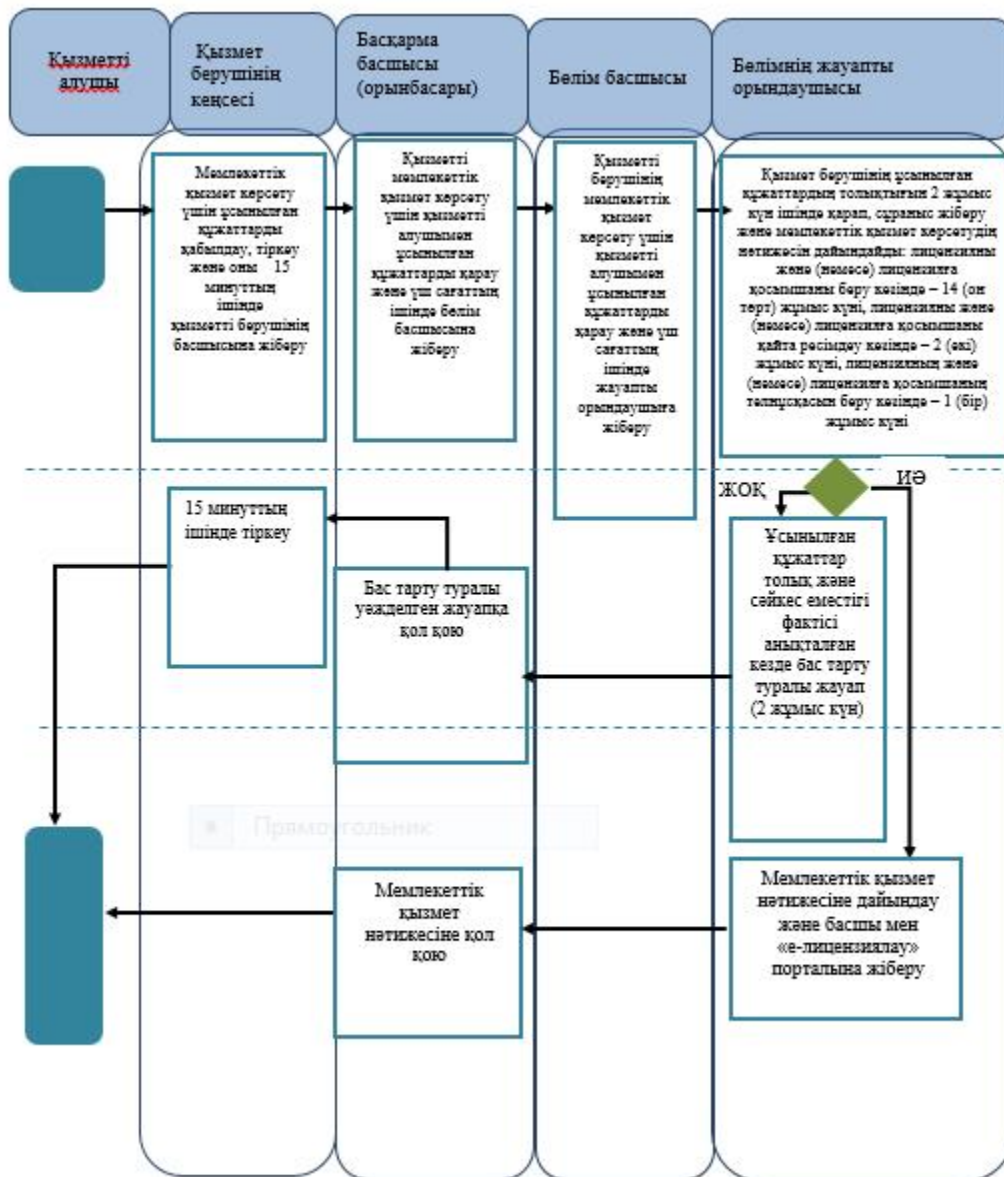 Қызметті
алушы
Қызмет
берушінің
кеңсесі
Басқарма
басшысы
(орынбасары)
Бөлім басшысы
Бөлімнің жауапты
орындаушысы
Мемлекеттік
қызмет көрсету
үшін ұсынылған
құжаттарды
қабылдау, тіркеу
және оны 15
минуттың
ішінде
қызметті берушінің
басшысына жіберу
Қызметті
мемлекеттік
қызмет көрсету
үшін қызметті
алушымен
ұсынылған
құжаттарды қарау
және үш сағаттың
ішінде бөлім
басшысына
жіберу
Қызметті
берушінің
мемлекеттік
қызмет
көрсету үшін
қызметті
алушымен
ұсынылған
құжаттарды
қарау және үш
сағаттың
ішінде
жауапты
орындаушыға
жіберу
Қызмет берушінің ұсынылған
құжаттардың толықтығын 2 жұмыс
күн ішінде қарап, сұраныс жіберу
және мемлекеттік қызмет көрсетудің
нәтижесін дайындайды: лицензияны
және (немесе) лицензияға
қосымшаны беру кезінде – 14 (он
төрт) жұмыс күні, лицензияны және
(немесе) лицензияға қосымшаны
қайта ресімдеу кезінде – 2 (екі)
жұмыс күні, лицензияның және
(немесе) лицензияға қосымшаның
телнұсқасын беру кезінде – 1 (бір)
жұмыс күні
ЖОҚ
ИӘ
15 минуттың
ішінде тіркеу
Бас тарту туралы
уәжделген жауапқа
қол қою
Ұсынылған
құжаттар
толық және
сәйкес еместігі
фактісі
анықталған
кезде бас тарту
туралы жауап
(2 жұмыс күн)
Прямоугольник
Мемлекеттік
қызмет
нәтижесіне қол
қою
Мемлекеттік қызмет
нәтижесіне дайындау
және басшы мен
«е-лицензиялау»
порталына жіберу